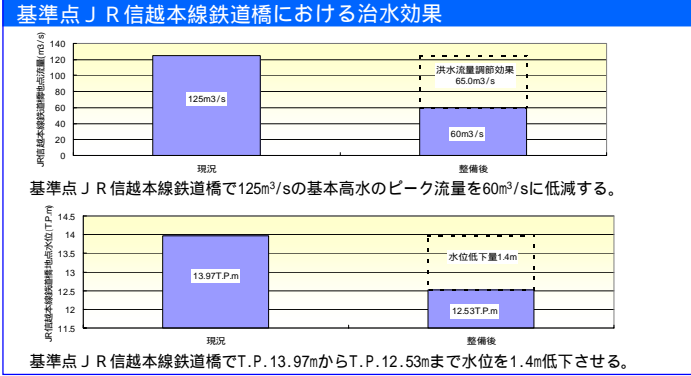 基準点ＪＲ信越本線鉄道橋における治水効果
JR信越本線鉄道橋地点流量(m3/s)
140
120
100
80
60
40
20
0
125m3/s
洪水流量調節効果
65.0m3/s
60m3/s
現況
整備後
基準点ＪＲ信越本線鉄道橋で125m³/sの基本高水のピーク流量を60m³/sに低減する。
JR信越本線鉄道橋地点水位(T.P.m)
14.5
14
13.5
13
12.5
12
11.5
13.97T.P.m
水位低下量1.4m
12.53T.P.m
現況
整備後
基準点ＪＲ信越本線鉄道橋でT.P.13.97mからT.P.12.53mまで水位を1.4m低下させる。